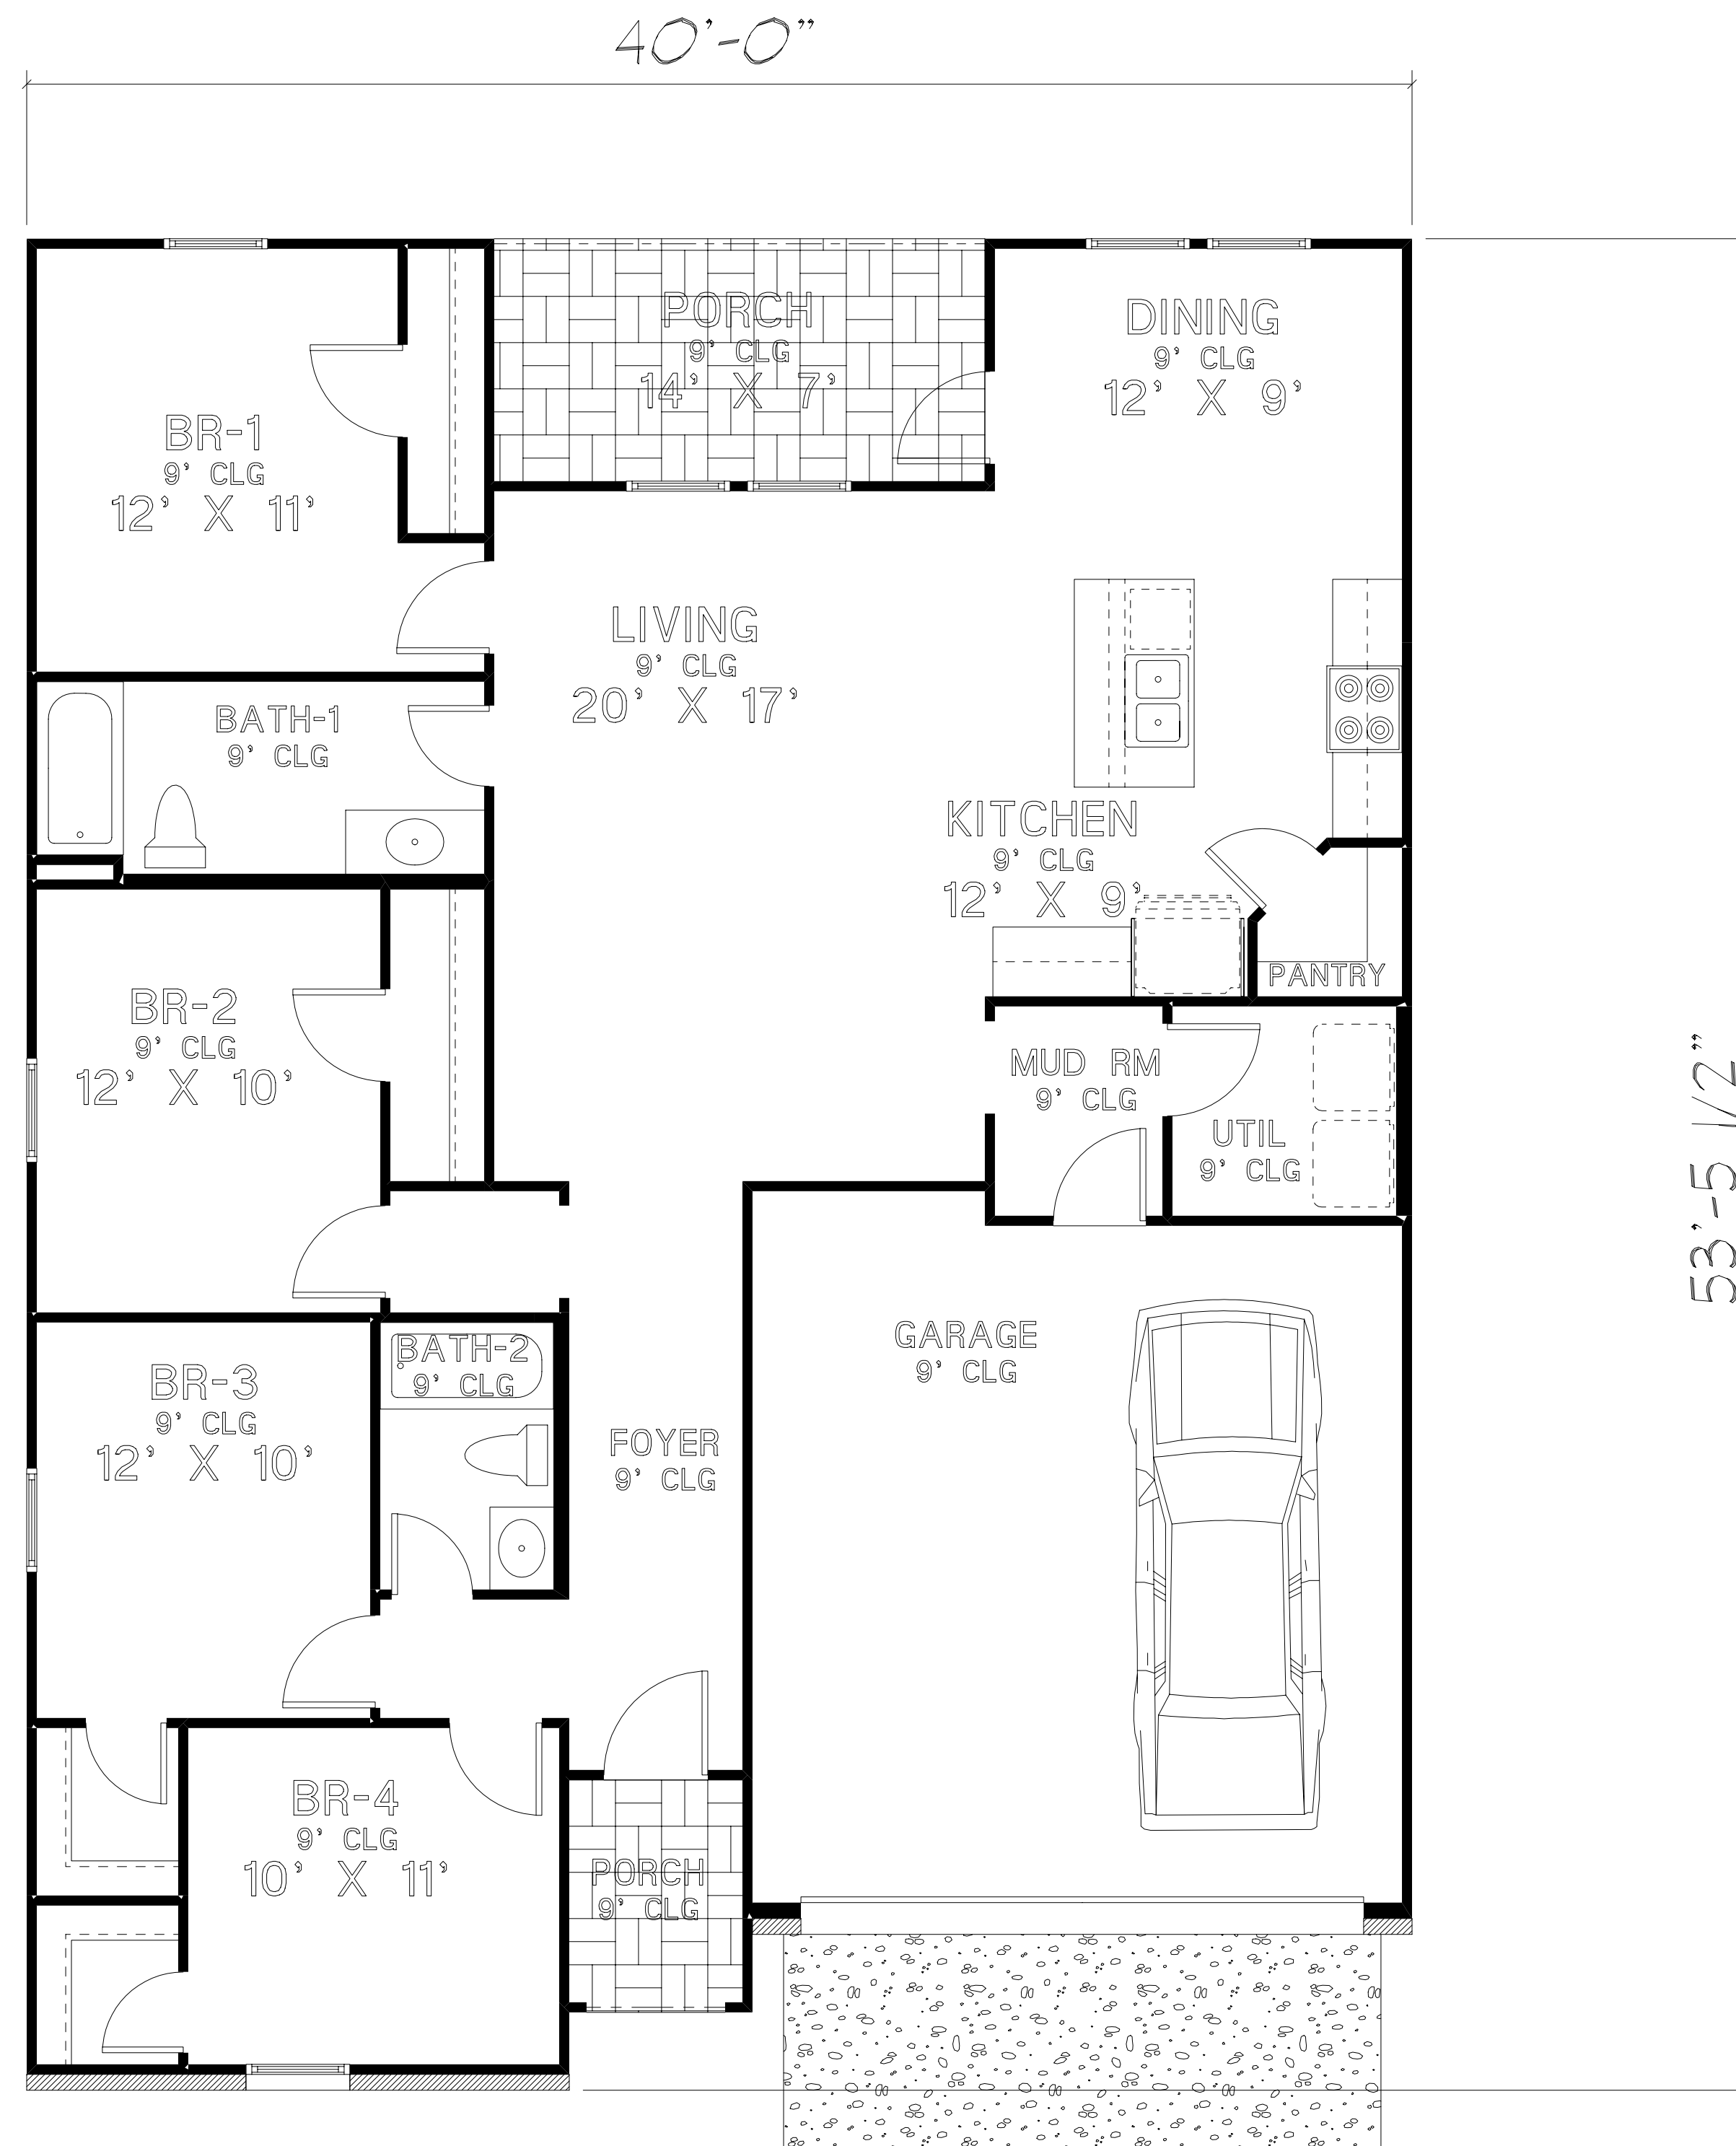 40'-0"
PORCH
9' CLG
14' X 7'
DINING
9' CLG
12' X 9'
BR-1
9' CLG
12' X 11'
LIVING
9' CLG
20' X 17'
BATH-1
9' CLG
KITCHEN
9' CLG
12' X 9'
PANTRY
BR-2
9' CLG
12' X 10'
MUD RM
9' CLG
UTIL
9' CLG
53'-5 1/2"
GARAGE
9' CLG
BATH-2
9' CLG
BR-3
9' CLG
12' X 10'
FOYER
9' CLG
BR-4
9' CLG
10' X 11'
PORCH
9' CLG